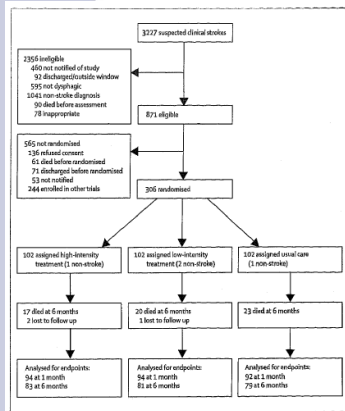 3227 suspected clinical strokes
2356 ineligible
460 not notified of study
92 discharged/outside window
595 not dysphagic
1041 non-stroke diagnosis
90 died before assessment
78 inappropriate
871 eligible
565 not randomised
136 refused consent
61 died before randomised
71 discharged before randomised
53 not notified
244 enrolled in other trials
306 randomised
102 assigned high-intensity
treatment (1 non-stroke)
102 assigned low-intensity
treatment (2 non-stroke)
102 assigned usual care
(1 non-stroke)
17 died at 6 months
2 lost to follow up
20 died at 6 months
1 lost to follow up
23 died at 6 months
Analysed for endpoints:
94 at 1 month
83 at 6 months
Analysed for endpoints:
94 at 1 month
81 at 6 months
Analysed for endpoints:
92 at 1 month
79 at 6 months